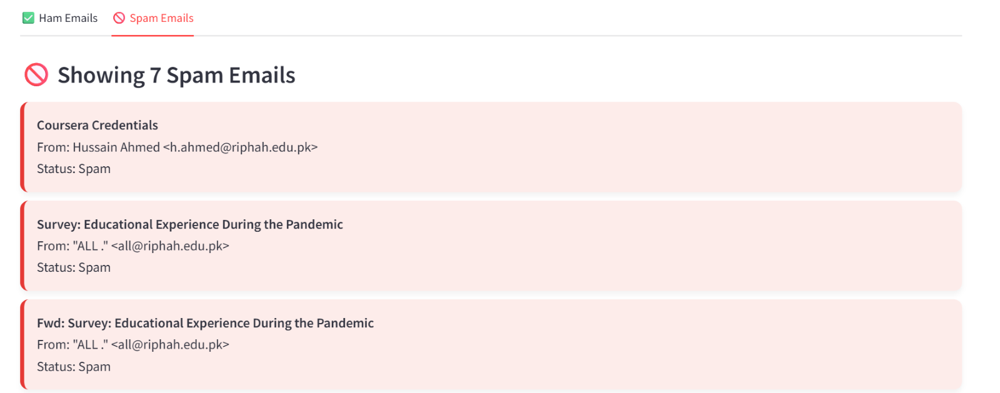 ✅ Ham Emails 🚫 Spam Emails
🚫 Showing 7 Spam Emails
Coursera Credentials
From: Hussain Ahmed <h.ahmed@riphah.edu.pk>
Status: Spam
Survey: Educational Experience During the Pandemic
From: "ALL ." <all@riphah.edu.pk>
Status: Spam
Fwd: Survey: Educational Experience During the Pandemic
From: "ALL ." <all@riphah.edu.pk>
Status: Spam